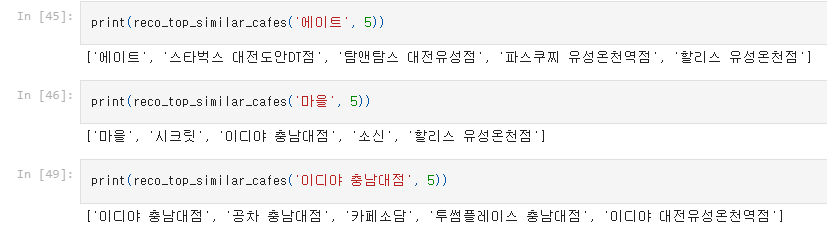 In [45]: print(reco_top_similar_cafes('에이트', 5))
['에이트', '스타벅스 대전도안DT점', '탐앤탐스 대전유성점', '파스쿠찌 유성온천역점', '할리스 유성온천점']
In [46]: print(reco_top_similar_cafes('마을', 5))
['마을', '시크릿', '이디야 충남대점', '소신', '할리스 유성온천점']
In [49]: print(reco_top_similar_cafes('이디야 충남대점', 5))
['이디야 충남대점', '공차 충남대점', '카페소담', '투썸플레이스 충남대점', '이디야 대전유성온천역점']